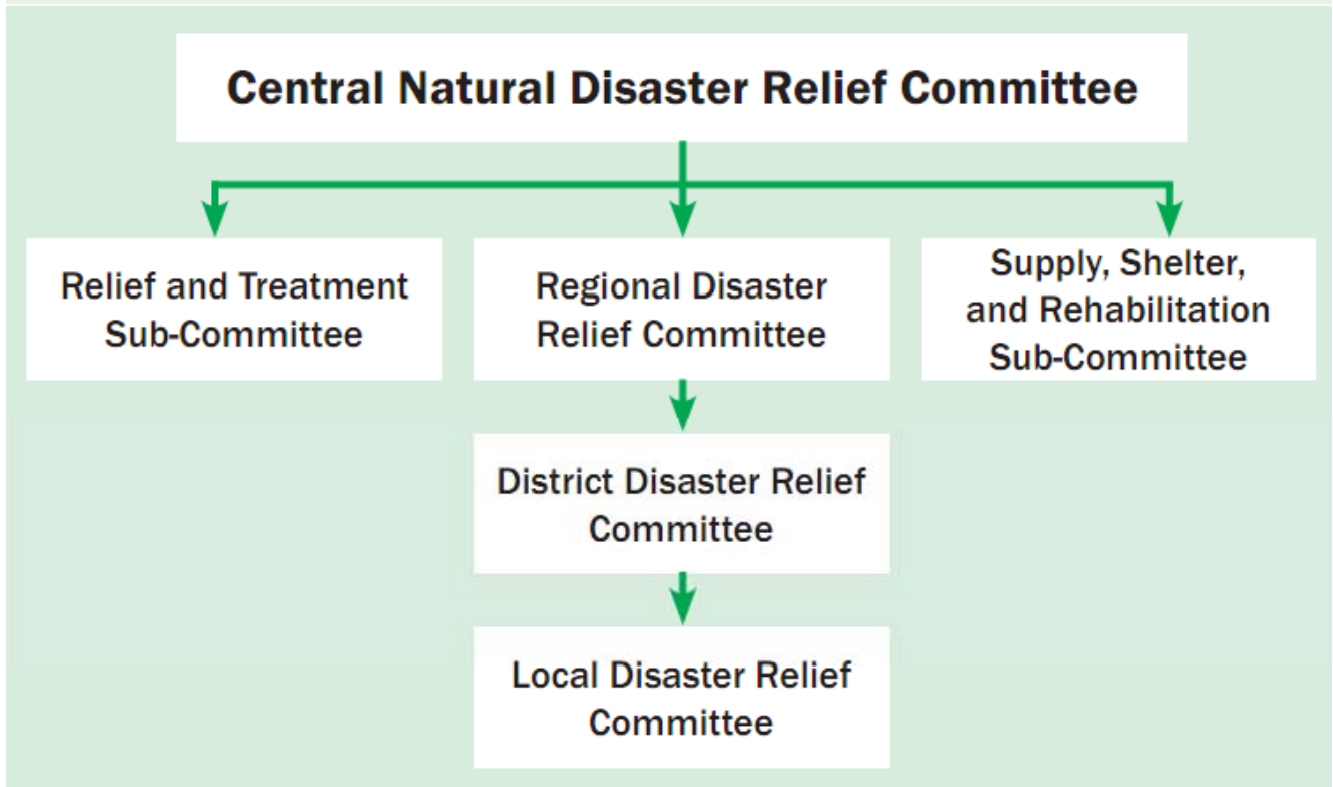 Central Natural Disaster Relief Committee
Relief and Treatment
Sub-Committee
Regional Disaster
Relief Committee
Supply, Shelter,
and Rehabilitation
Sub-Committee
District Disaster Relief
Committee
Local Disaster Relief
Committee